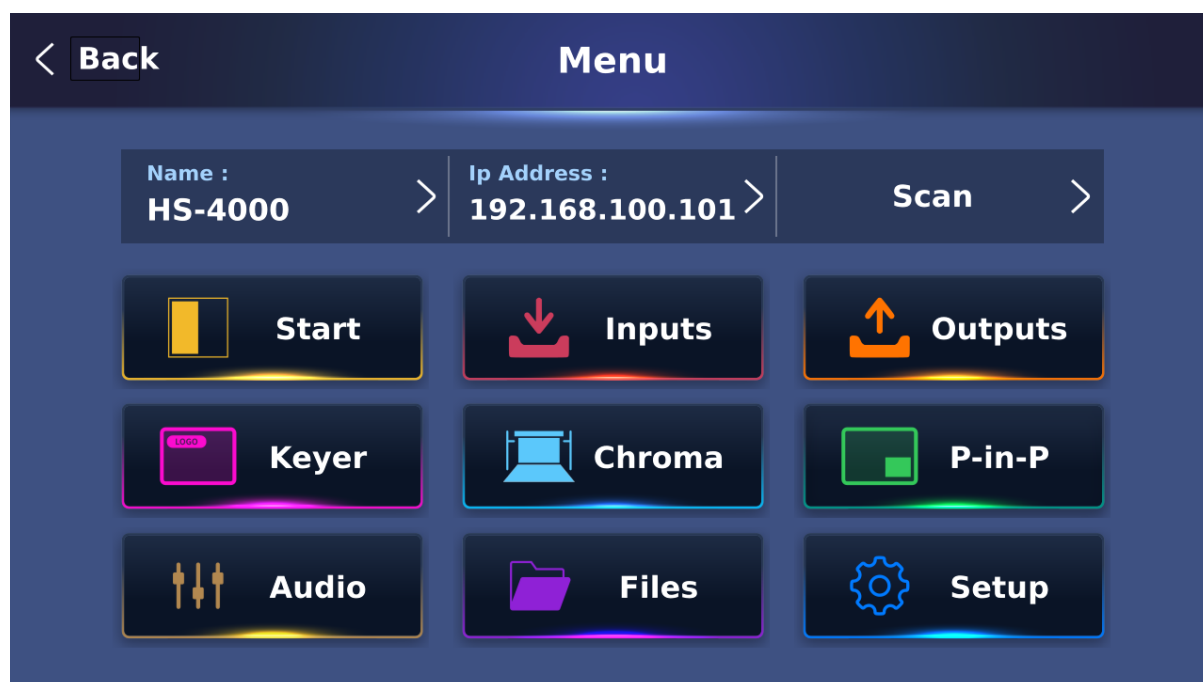 Back
Menu
Name :
HS-4000
Ip Address :
192.168.100.101
Scan
Start
Inputs
Outputs
LOGO
Keyer
Chroma
P-in-P
Audio
Files
Setup